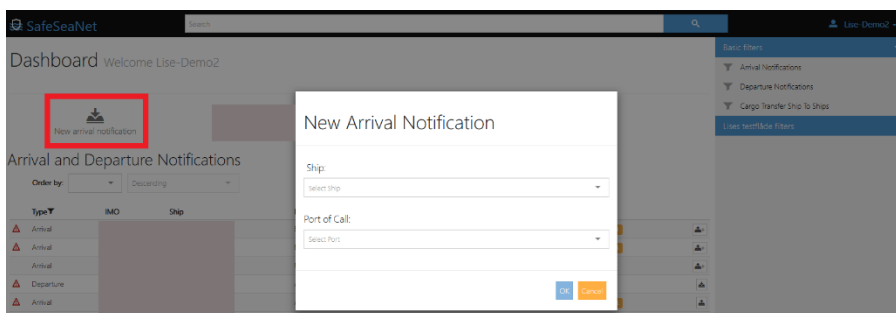 SafeSeaNet
Search
Lise-Demo2
Dashboard Welcome Lise-Demo2
New arrival notification
Arrival and Departure Notifications
Order by:
Descending
Type IMO Ship
Arrival
Arrival
Arrival
Departure
Arrival
New Arrival Notification
Ship:
Select Ship
Port of Call:
Select Port
OK Cancel
Basic filters
Arrival Notifications
Departure Notifications
Cargo Transfer Ship To Ships
Lises testflåde filters